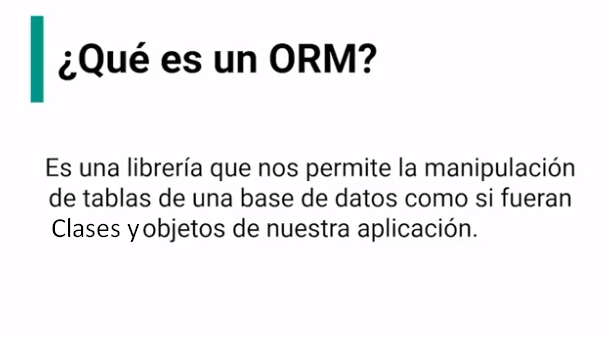 ¿Qué es un ORM?
Es una librería que nos permite la manipulación
de tablas de una base de datos como si fueran
Clases y objetos de nuestra aplicación.